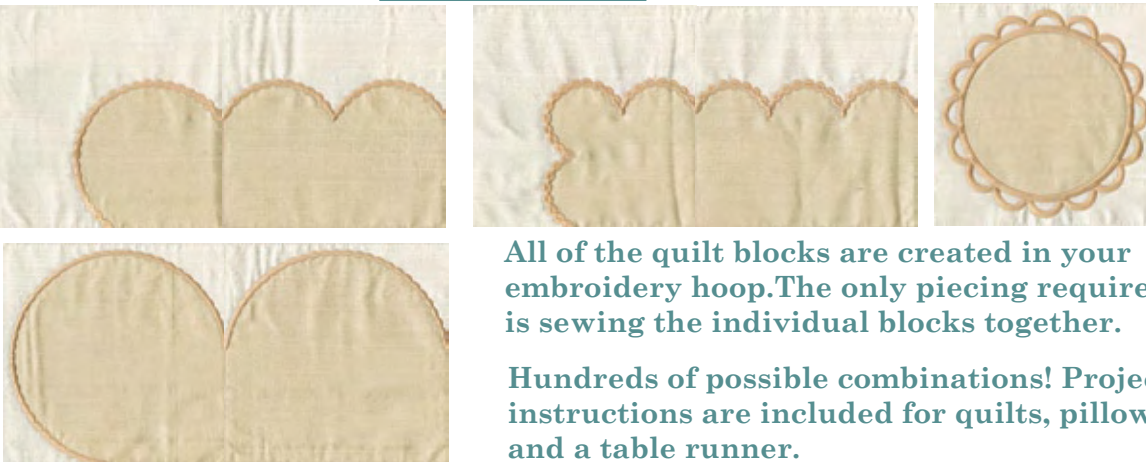 All of the quilt blocks are created in your
embroidery hoop.The only piecing require
is sewing the individual blocks together.
Hundreds of possible combinations! Projec
instructions are included for quilts, pillow
and a table runner.